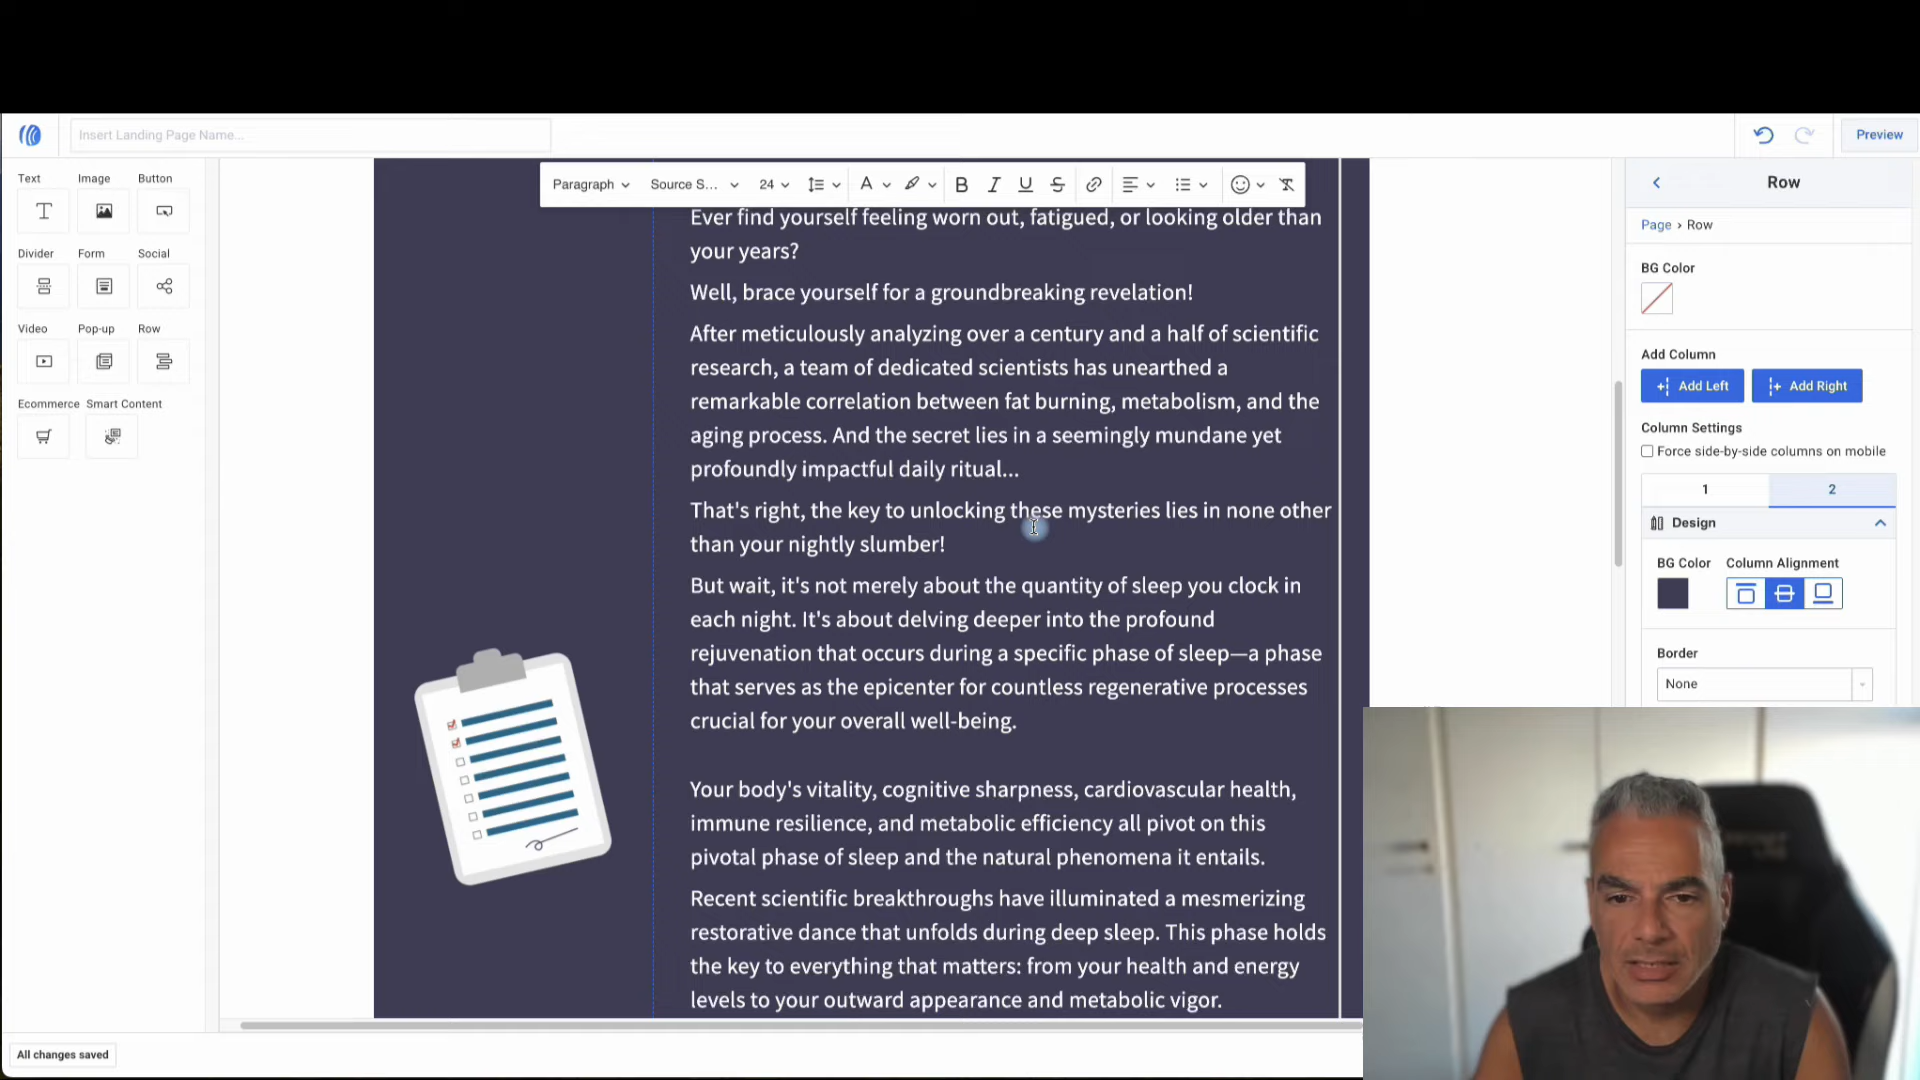 Insert Landing Page Name...
Preview
Text
Image
Button
Divider
Form
Social
Video
Pop-up
Row
Ecommerce
Smart Content
Paragraph
Source S...
24
Ever find yourself feeling worn out, fatigued, or looking older than
your years?
Well, brace yourself for a groundbreaking revelation!
After meticulously analyzing over a century and a half of scientific
research, a team of dedicated scientists has unearthed a
remarkable correlation between fat burning, metabolism, and the
aging process. And the secret lies in a seemingly mundane yet
profoundly impactful daily ritual...
That's right, the key to unlocking these mysteries lies in none other
than your nightly slumber!
But wait, it's not merely about the quantity of sleep you clock in
each night. It's about delving deeper into the profound
rejuvenation that occurs during a specific phase of sleep—a phase
that serves as the epicenter for countless regenerative processes
crucial for your overall well-being.
Your body's vitality, cognitive sharpness, cardiovascular health,
immune resilience, and metabolic efficiency all pivot on this
pivotal phase of sleep and the natural phenomena it entails.
Recent scientific breakthroughs have illuminated a mesmerizing
restorative dance that unfolds during deep sleep. This phase holds
the key to everything that matters: from your health and energy
levels to your outward appearance and metabolic vigor.
Row
Page › Row
BG Color
Add Column
Add Left
Add Right
Column Settings
Force side-by-side columns on mobile
1
2
Design
BG Color
Column Alignment
Border
None
All changes saved